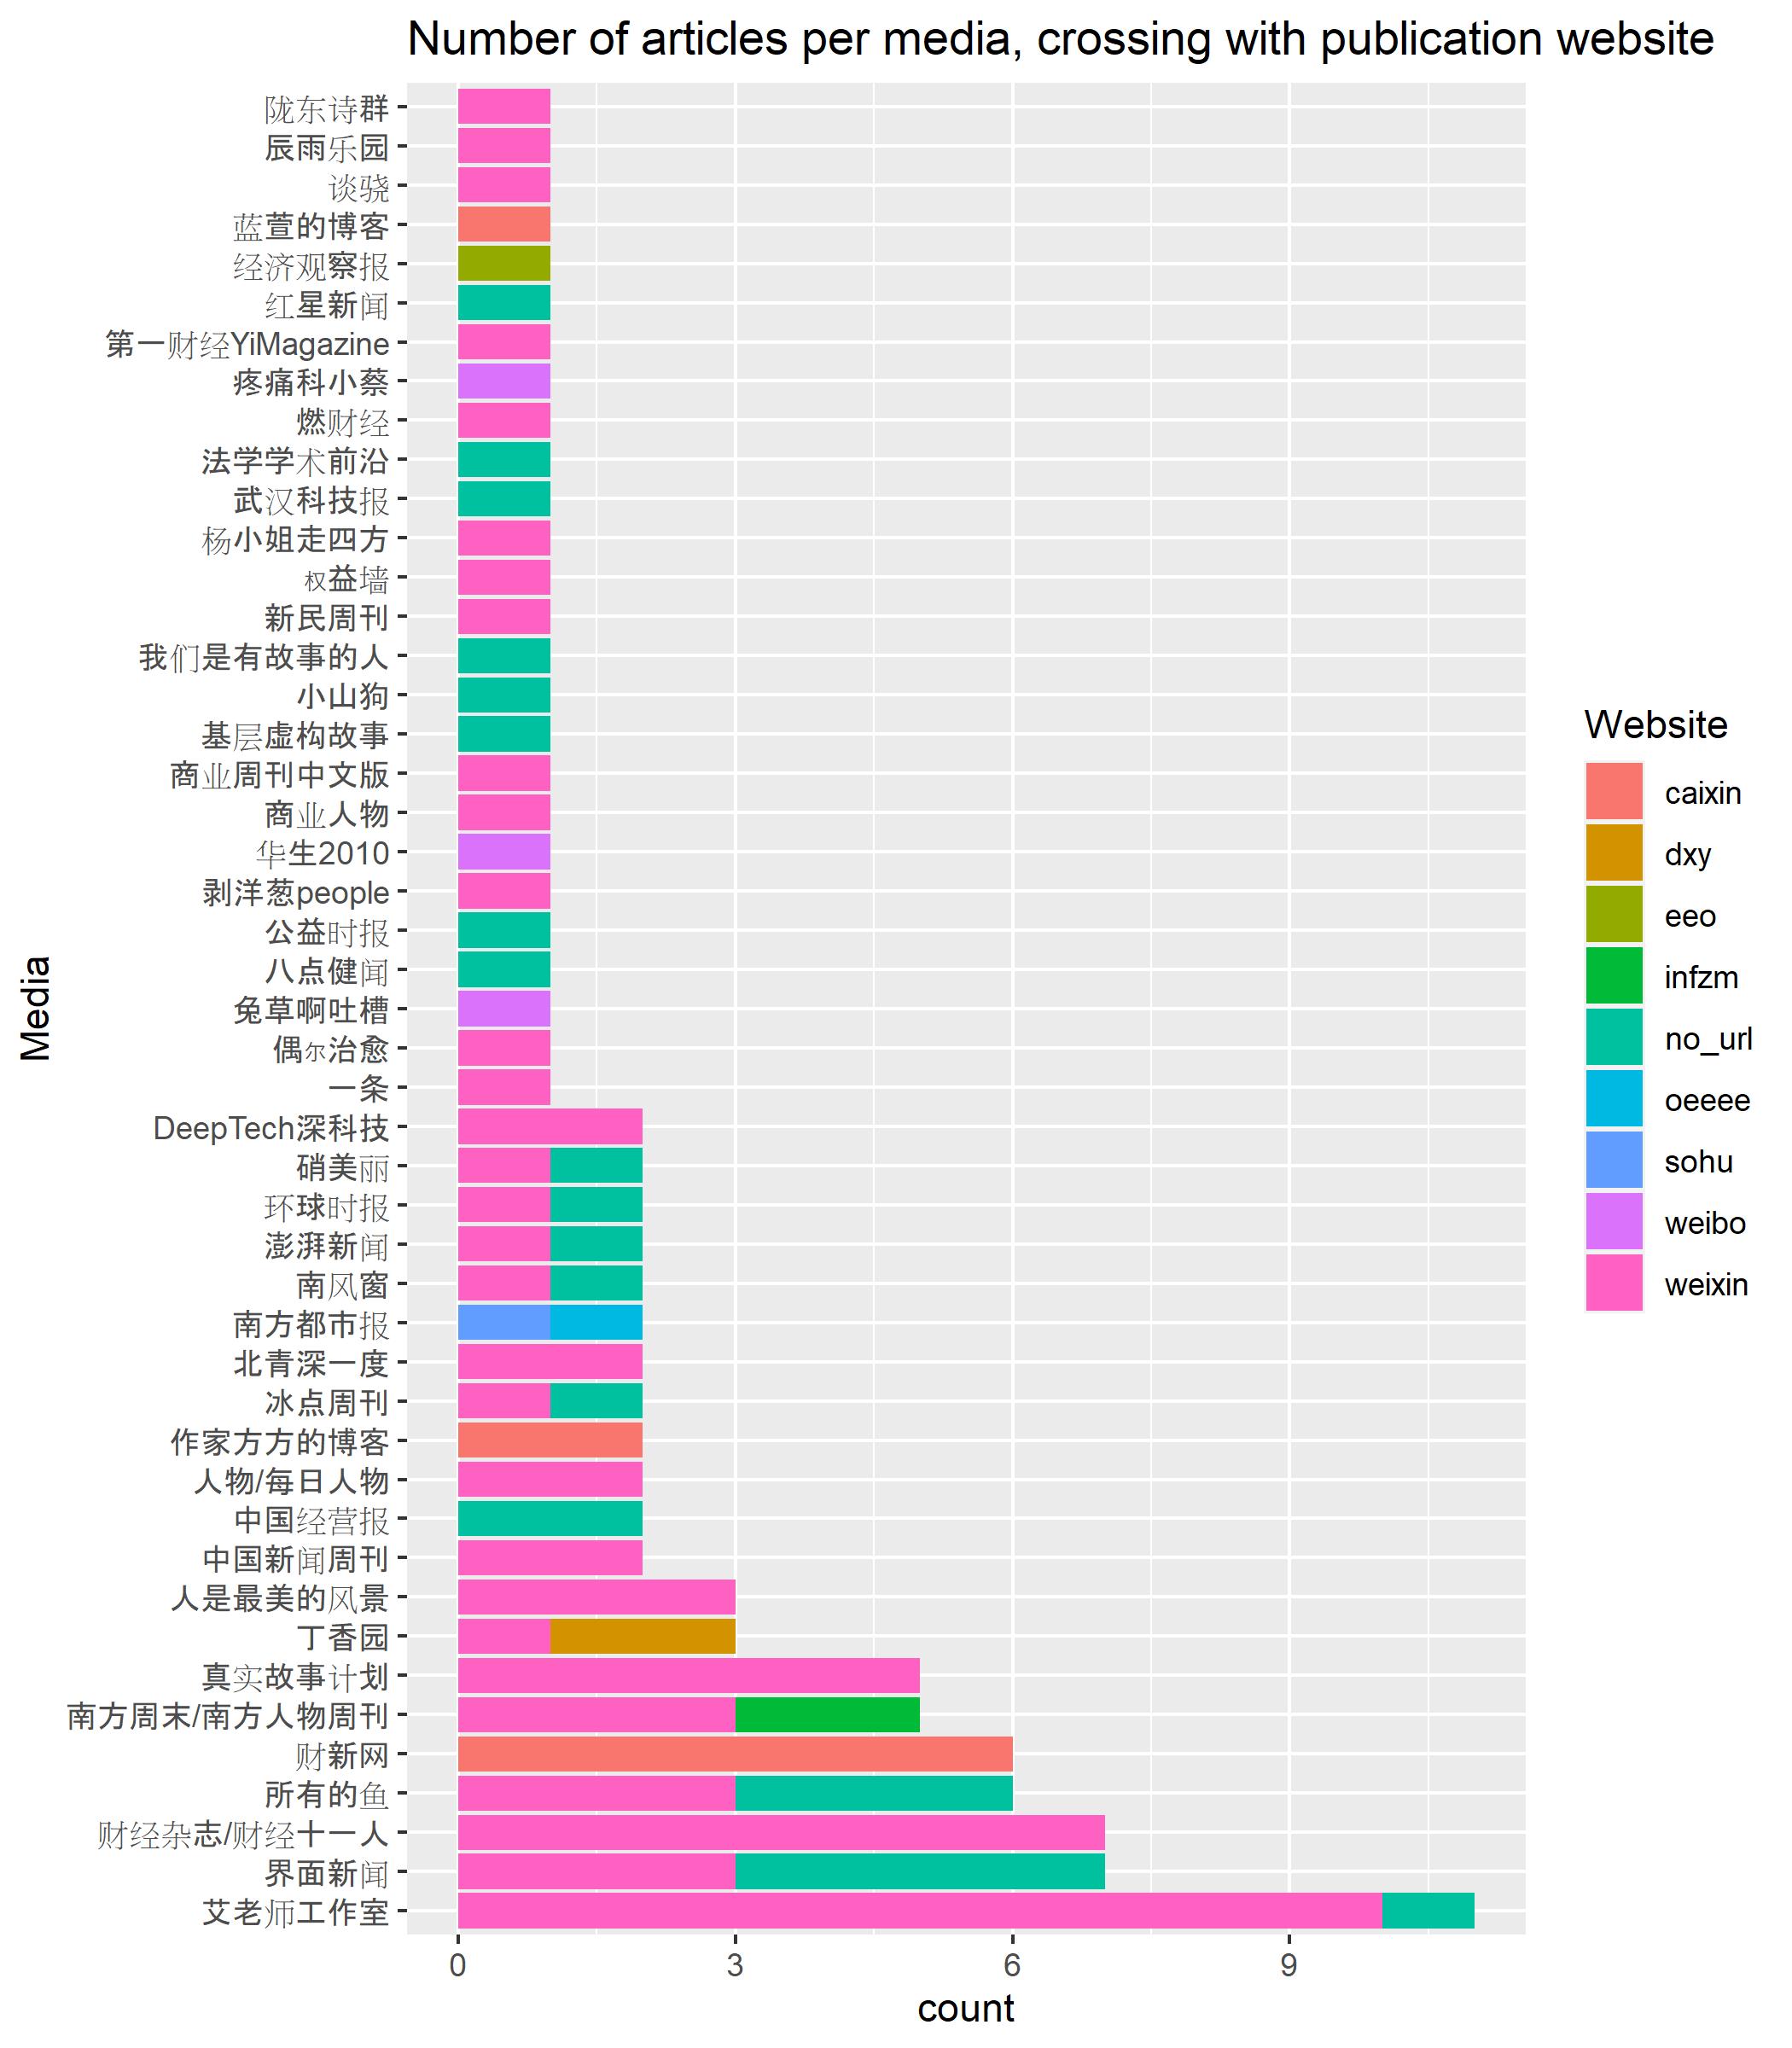 Number of articles per media, crossing with publication website
陇东诗群
辰雨乐园
谈骁
蓝萱的博客
经济观察报
红星新闻
第一财经YiMagazine
疼痛科小蔡
燃财经
法学学术前沿
武汉科技报
杨小姐走四方
权益墙
新民周刊
我们是有故事的人
小山狗
基层虚构故事
商业周刊中文版
商业人物
华生2010
剥洋葱people
公益时报
八点健闻
兔草啊吐槽
偶尔治愈
一条
DeepTech深科技
硝美丽
环球时报
澎湃新闻
南风窗
南方都市报
北青深一度
冰点周刊
作家方方的博客
人物/每日人物
中国经营报
中国新闻周刊
人是最美的风景
丁香园
真实故事计划
南方周末/南方人物周刊
财新网
所有的鱼
财经杂志/财经十一人
界面新闻
艾老师工作室
Media
0 3 6 9
count
Website
caixin
dxy
eeo
infzm
no_url
oeeee
sohu
weibo
weixin